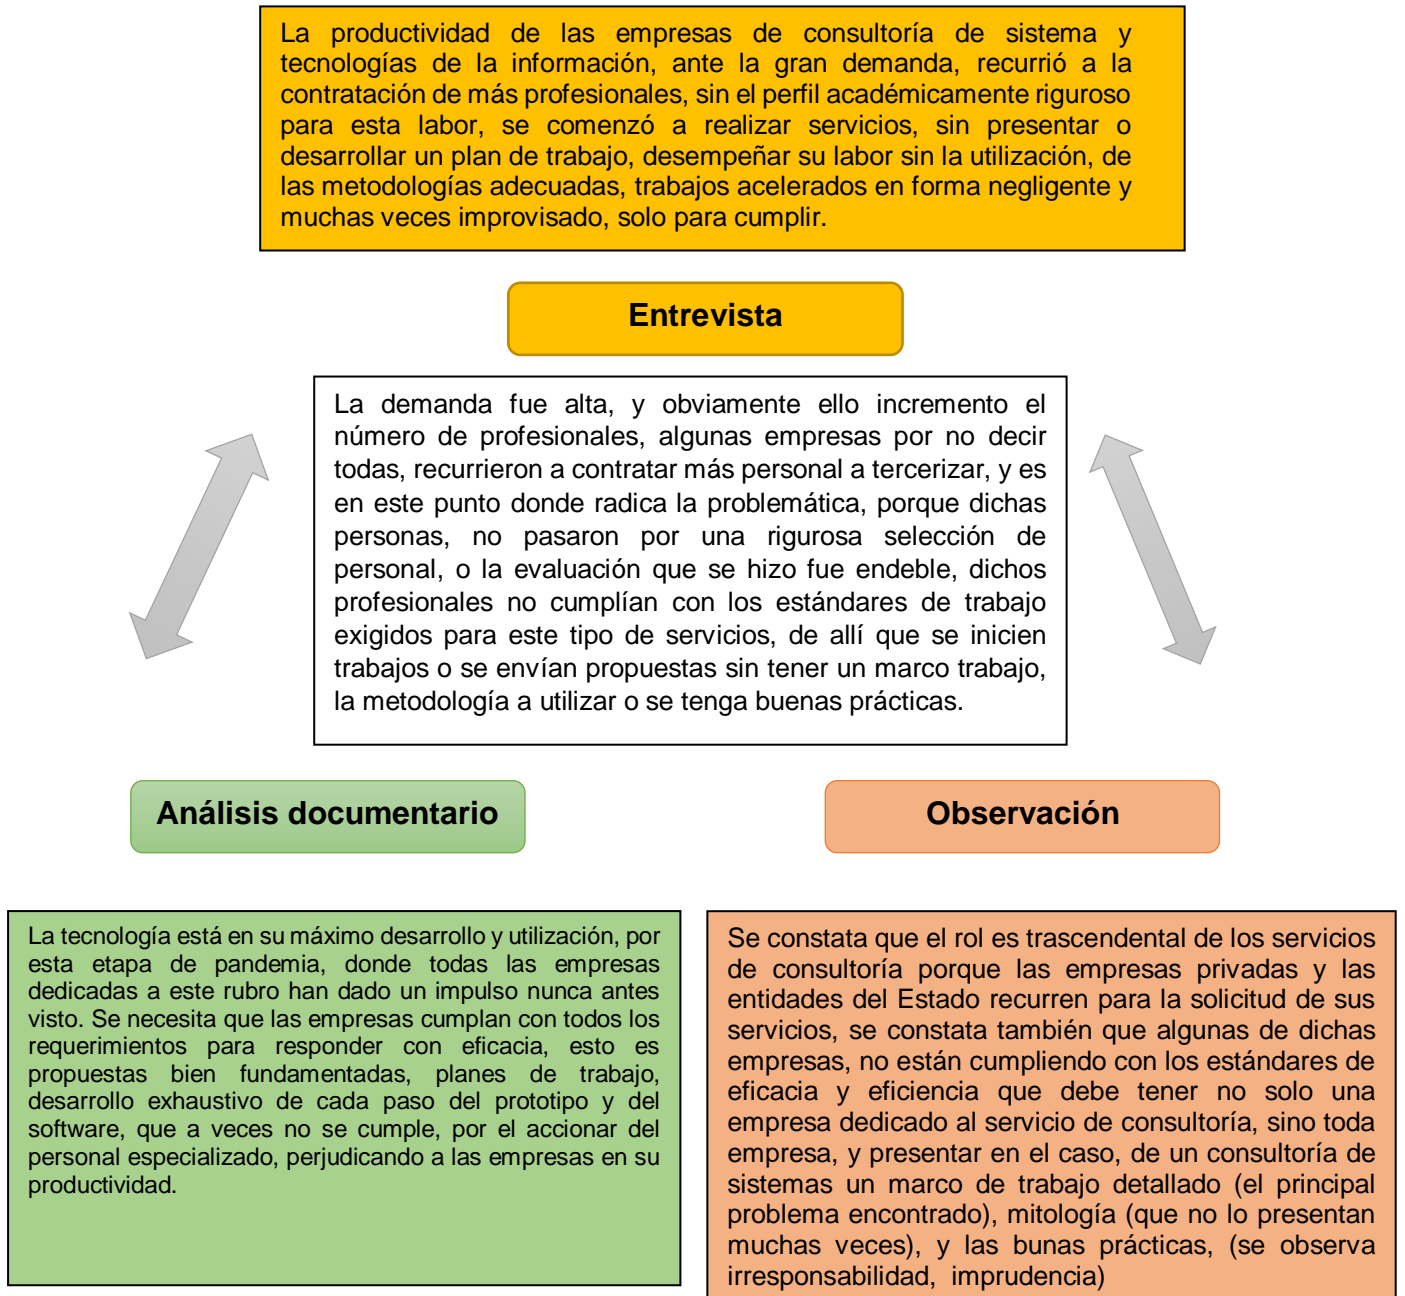 La productividad de las empresas de consultoría de sistema y
tecnologías de la información, ante la gran demanda, recurrió a la
contratación de más profesionales, sin el perfil académicamente riguroso
para esta labor, se comenzó a realizar servicios, sin presentar o
desarrollar un plan de trabajo, desempeñar su labor sin la utilización, de
las metodologías adecuadas, trabajos acelerados en forma negligente y
muchas veces improvisado, solo para cumplir.
Entrevista
La demanda fue alta, y obviamente ello incremento el
número de profesionales, algunas empresas por no decir
todas, recurrieron a contratar más personal a tercerizar, y es
en este punto donde radica la problemática, porque dichas
personas, no pasaron por una rigurosa selección de
personal, o la evaluación que se hizo fue endeble, dichos
profesionales no cumplían con los estándares de trabajo
exigidos para este tipo de servicios, de allí que se inicien
trabajos o se envían propuestas sin tener un marco trabajo,
la metodología a utilizar o se tenga buenas prácticas.
Análisis documentario
La tecnología está en su máximo desarrollo y utilización, por
esta etapa de pandemia, donde todas las empresas
dedicadas a este rubro han dado un impulso nunca antes
visto. Se necesita que las empresas cumplan con todos los
requerimientos para responder con eficacia, esto es
propuestas bien fundamentadas, planes de trabajo,
desarrollo exhaustivo de cada paso del prototipo y del
software, que a veces no se cumple, por el accionar del
personal especializado, perjudicando a las empresas en su
productividad.
Observación
Se constata que el rol es trascendental de los servicios
de consultoría porque las empresas privadas y las
entidades del Estado recurren para la solicitud de sus
servicios, se constata también que algunas de dichas
empresas, no están cumpliendo con los estándares de
eficacia y eficiencia que debe tener no solo una
empresa dedicado al servicio de consultoría, sino toda
empresa, y presentar en el caso, de un consultoría de
sistemas un marco de trabajo detallado (el principal
problema encontrado), mitología (que no lo presentan
muchas veces), y las bunas prácticas, (se observa
irresponsabilidad, imprudencia)